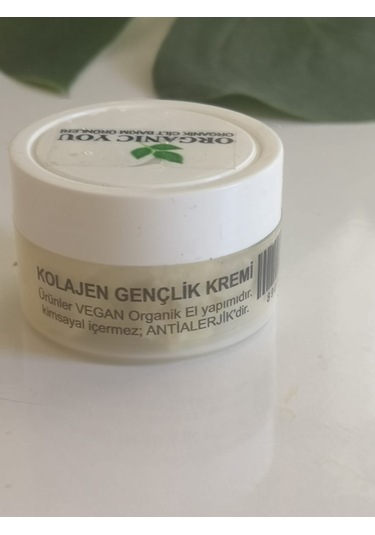 ORGANIC YOU
ORGANİK CİLT BAKIM ÜRÜNLERİ
KOLAJEN GENÇLİK KREMİ
Ürünler VEGAN Organik El yapımıdır.
kimsayal içermez; ANTİALERJİK'dir.